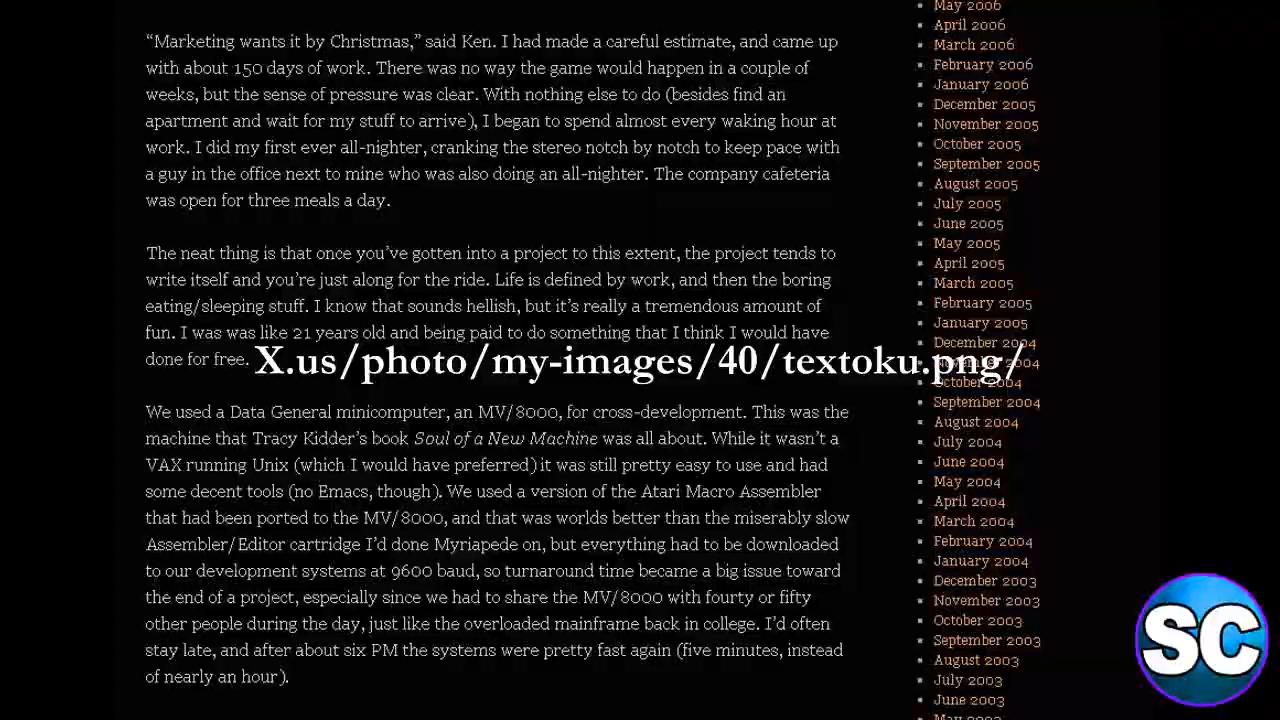 “Marketing wants it by Christmas,” said Ken. I had made a careful estimate, and came up
with about 150 days of work. There was no way the game would happen in a couple of
weeks, but the sense of pressure was clear. With nothing else to do (besides find an
apartment and wait for my stuff to arrive), I began to spend almost every waking hour at
work. I did my first ever all-nighter, cranking the stereo notch by notch to keep pace with
a guy in the office next to mine who was also doing an all-nighter. The company cafeteria
was open for three meals a day.
The neat thing is that once you’ve gotten into a project to this extent, the project tends to
write itself and you’re just along for the ride. Life is defined by work, and then the boring
eating/sleeping stuff. I know that sounds hellish, but it’s really a tremendous amount of
fun. I was was like 21 years old and being paid to do something that I think I would have
done for free.
X.us/photo/my-images/40/textoku.png/
We used a Data General minicomputer, an MV/8000, for cross-development. This was the
machine that Tracy Kidder’s book Soul of a New Machine was all about. While it wasn’t a
VAX running Unix (which I would have preferred) it was still pretty easy to use and had
some decent tools (no Emacs, though). We used a version of the Atari Macro Assembler
that had been ported to the MV/8000, and that was worlds better than the miserably slow
Assembler/Editor cartridge I’d done Myriapede on, but everything had to be downloaded
to our development systems at 9600 baud, so turnaround time became a big issue toward
the end of a project, especially since we had to share the MV/8000 with fourty or fifty
other people during the day, just like the overloaded mainframe back in college. I’d often
stay late, and after about six PM the systems were pretty fast again (five minutes, instead
of nearly an hour).
May 2006
April 2006
March 2006
February 2006
January 2006
December 2005
November 2005
October 2005
September 2005
August 2005
July 2005
June 2005
May 2005
April 2005
March 2005
February 2005
January 2005
December 2004
November 2004
October 2004
September 2004
August 2004
July 2004
June 2004
May 2004
April 2004
March 2004
February 2004
January 2004
December 2003
November 2003
October 2003
September 2003
August 2003
July 2003
June 2003
May 2003
SC